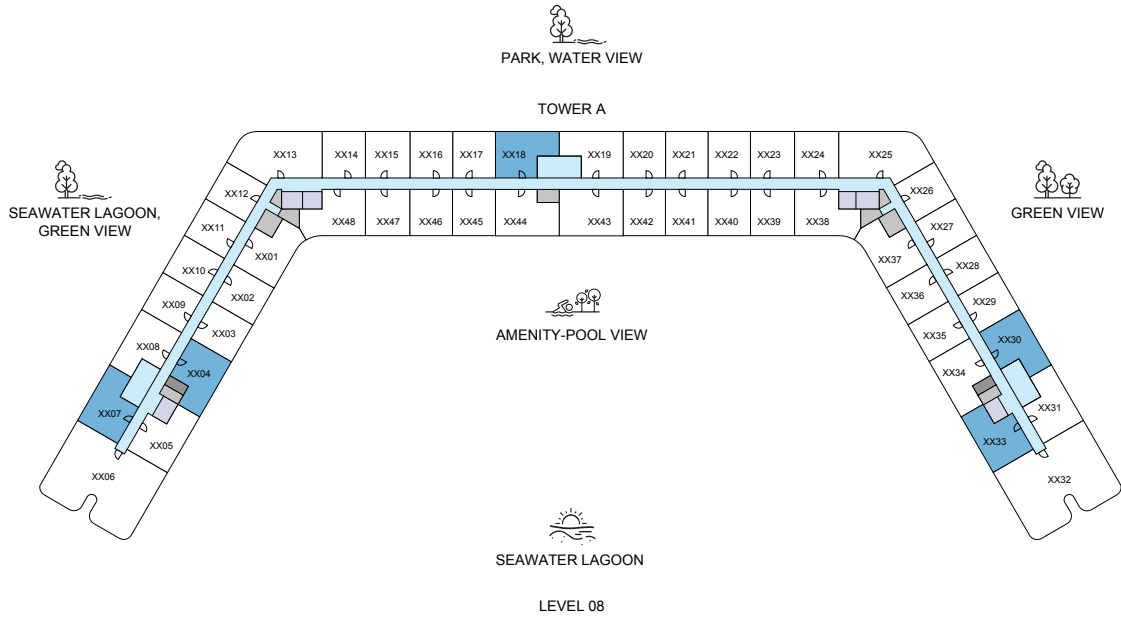 PARK, WATER VIEW
TOWER A
XX13
XX14
XX15
XX16
XX17
XX18
XX19
XX20
XX21
XX22
XX23
XX24
XX25
XX12
XX26
SEAWATER LAGOON,
GREEN VIEW
GREEN VIEW
XX48
XX47
XX46
XX45
XX44
XX43
XX42
XX41
XX40
XX39
XX38
XX11
XX27
XX01
XX37
XX10
XX28
XX02
XX36
XX09
XX29
XX03
XX35
AMENITY-POOL VIEW
XX08
XX30
XX04
XX34
XX07
XX31
XX05
XX33
XX06
XX32
SEAWATER LAGOON
LEVEL 08